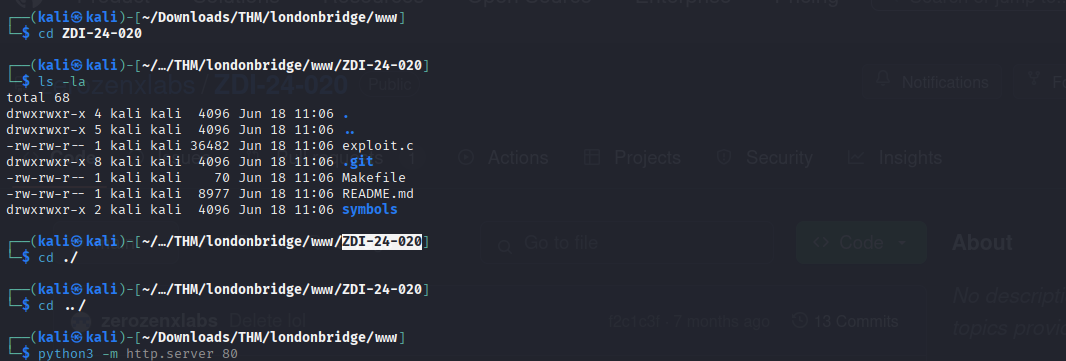 ┌──(kali㉿kali)-[~/Downloads/THM/londonbridge/www]
└─$ cd ZDI-24-020
┌──(kali㉿kali)-[~/…/THM/londonbridge/www/ZDI-24-020]
└─$ ls -la
total 68
drwxrwxr-x 4 kali kali  4096 Jun 18 11:06 .
drwxrwxr-x 5 kali kali  4096 Jun 18 11:06 ..
-rw-rw-r-- 1 kali kali 36482 Jun 18 11:06 exploit.c
drwxrwxr-x 8 kali kali  4096 Jun 18 11:06 .git
-rw-rw-r-- 1 kali kali    70 Jun 18 11:06 Makefile
-rw-rw-r-- 1 kali kali  8977 Jun 18 11:06 README.md
drwxrwxr-x 2 kali kali  4096 Jun 18 11:06 symbols
┌──(kali㉿kali)-[~/…/THM/londonbridge/www/ZDI-24-020]
└─$ cd ./
┌──(kali㉿kali)-[~/…/THM/londonbridge/www/ZDI-24-020]
└─$ cd ../
┌──(kali㉿kali)-[~/Downloads/THM/londonbridge/www]
└─$ python3 -m http.server 80
zerozenxlabs / ZDI-24-020 Public
Notifications
Actions Projects Security Insights
Go to file Code About
zerozenxlabs Delete lol 7 months ago 13 Commits
No descript
topics provi